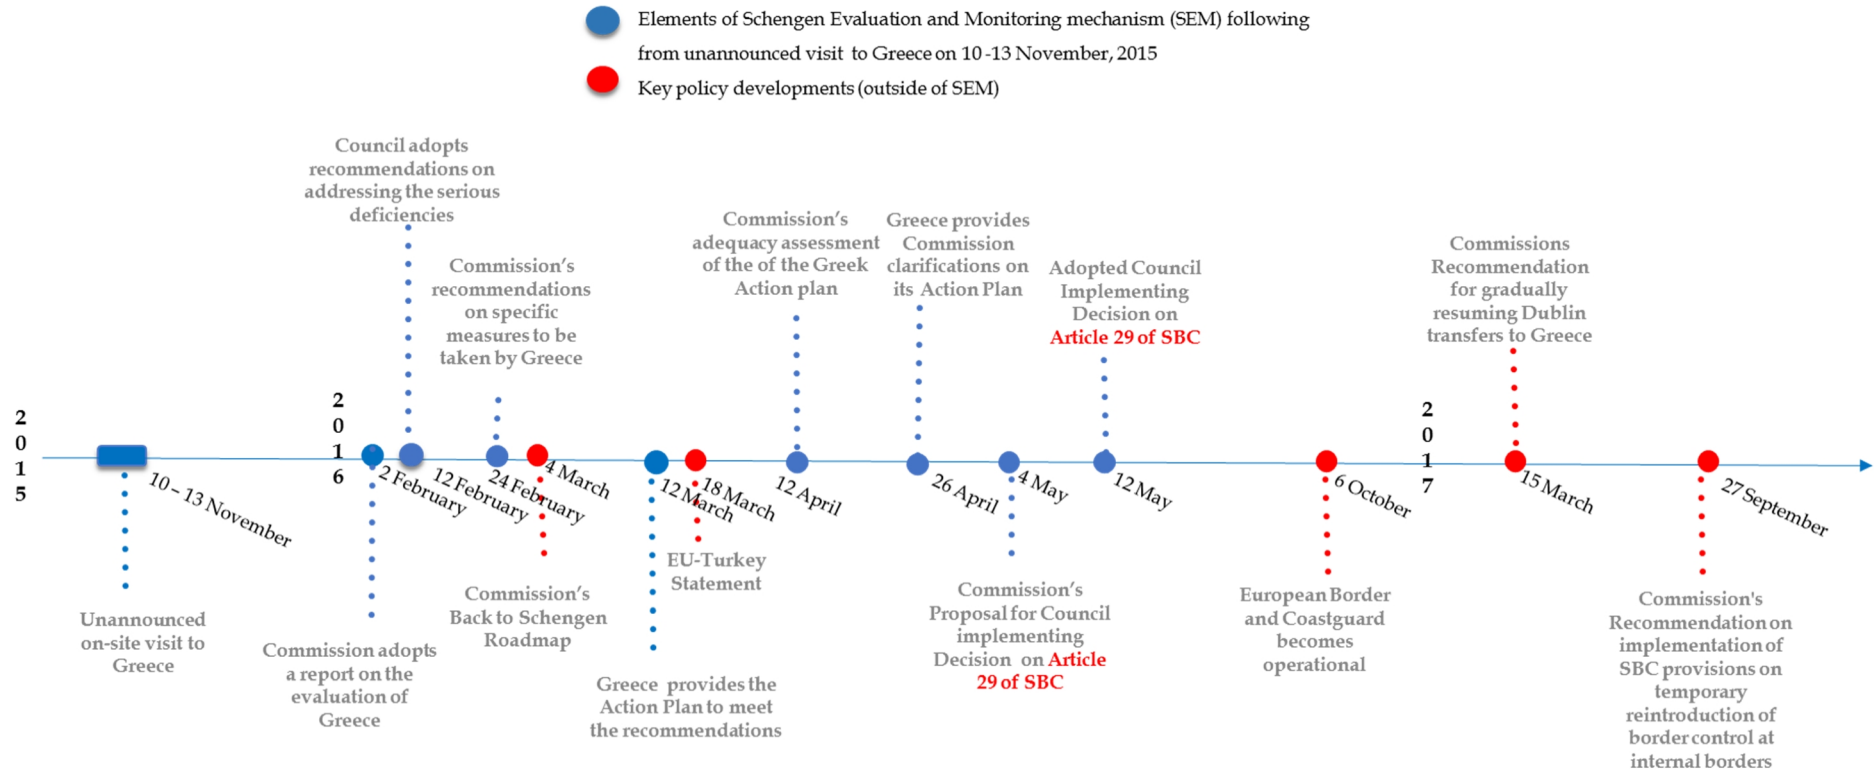 Elements of Schengen Evaluation and Monitoring mechanism (SEM) following
from unannounced visit to Greece on 10-13 November, 2015
Key policy developments (outside of SEM)
Council adopts
recommendations on
addressing the serious
deficiencies
Commission's
recommendations
on specific
measures to be
taken by Greece
Commission's
adequacy assessment
of the of the Greek
Action plan
Greece provides
Commission
clarifications on
its Action Plan
Adopted Council
Implementing
Decision on
Article 29 of SBC
Commissions
Recommendation
for gradually
resuming Dublin
transfers to Greece
2
0
1
5
2
0
1
6
2
0
1
7
10 – 13 November
2 February
12 February
24 February
4 March
12 March
18 March
12 April
26 April
4 May
12 May
6 October
15 March
27 September
Unannounced
on-site visit to
Greece
Commission adopts
a report on the
evaluation of
Greece
Commission's
Back to Schengen
Roadmap
Greece provides the
Action Plan to meet
the recommendations
EU-Turkey
Statement
Commission's
Proposal for Council
implementing
Decision on Article
29 of SBC
European Border
and Coastguard
becomes
operational
Commission's
Recommendation on
implementation of
SBC provisions on
temporary
reintroduction of
border control at
internal borders